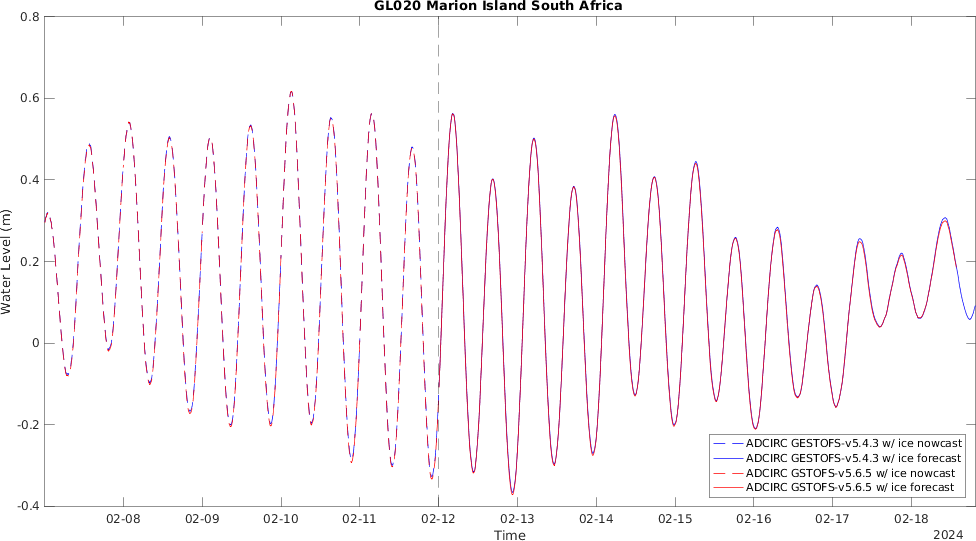 GL020 Marion Island South Africa
0.8
0.6
0.4
0.2
0
-0.2
-0.4
Water Level (m)
02-08
02-09
02-10
02-11
02-12
02-13
02-14
02-15
02-16
02-17
02-18
Time
2024
ADCIRC GESTOFS-v5.4.3 w/ ice nowcast
ADCIRC GESTOFS-v5.4.3 w/ ice forecast
ADCIRC GSTOFS-v5.6.5 w/ ice nowcast
ADCIRC GSTOFS-v5.6.5 w/ ice forecast